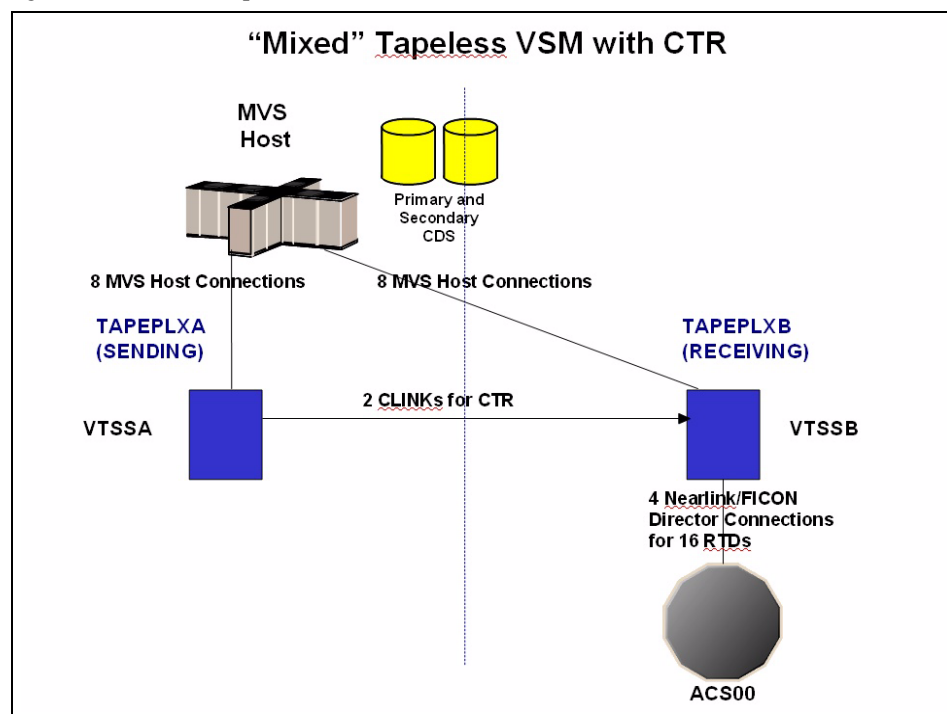 “Mixed” Tapeless VSM with CTR
MVS
Host
Primary and
Secondary
CDS
8 MVS Host Connections
8 MVS Host Connections
TAPEPLXA
(SENDING)
TAPEPLXB
(RECEIVING)
2 CLINKs for CTR
VTSSA
VTSSB
4 Nearlink/FICON
Director Connections
for 16 RTDs
ACS00